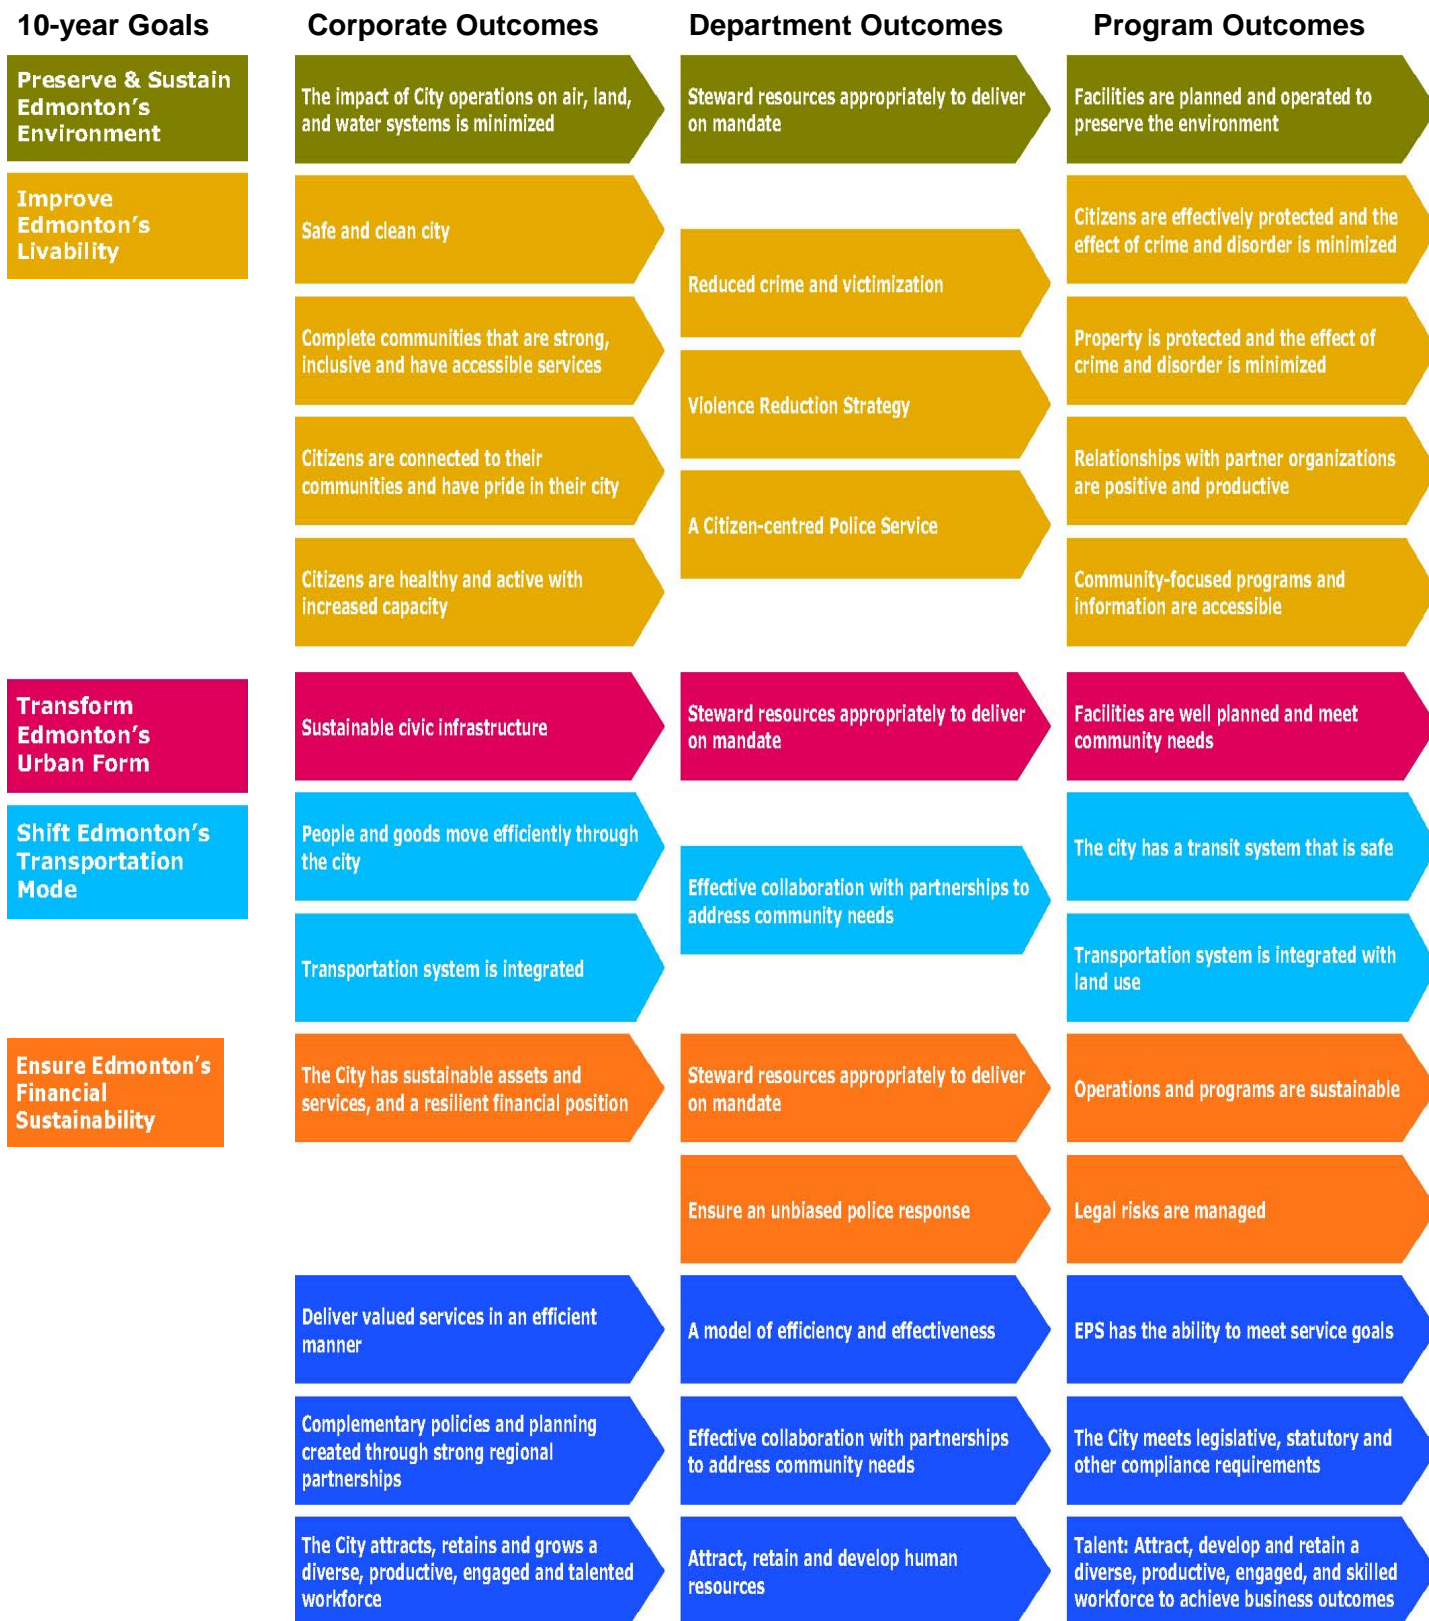 10-year Goals
Corporate Outcomes
Department Outcomes
Program Outcomes
Preserve & Sustain
Edmonton's
Environment
The impact of City operations on air, land,
and water systems is minimized
Steward resources appropriately to deliver
on mandate
Facilities are planned and operated to
preserve the environment
Improve
Edmonton's
Livability
Safe and clean city
Complete communities that are strong,
inclusive and have accessible services
Citizens are connected to their
communities and have pride in their city
Citizens are healthy and active with
increased capacity
Reduced crime and victimization
Violence Reduction Strategy
A Citizen-centred Police Service
Citizens are effectively protected and the
effect of crime and disorder is minimized
Property is protected and the effect of
crime and disorder is minimized
Relationships with partner organizations
are positive and productive
Community-focused programs and
information are accessible
Transform
Edmonton's
Urban Form
Sustainable civic infrastructure
Steward resources appropriately to deliver
on mandate
Facilities are well planned and meet
community needs
Shift Edmonton's
Transportation
Mode
People and goods move efficiently through
the city
Transportation system is integrated
Effective collaboration with partnerships to
address community needs
The city has a transit system that is safe
Transportation system is integrated with
land use
Ensure Edmonton's
Financial
Sustainability
The City has sustainable assets and
services, and a resilient financial position
Steward resources appropriately to deliver
on mandate
Operations and programs are sustainable
Ensure an unbiased police response
Legal risks are managed
Deliver valued services in an efficient
manner
A model of efficiency and effectiveness
EPS has the ability to meet service goals
Complementary policies and planning
created through strong regional
partnerships
Effective collaboration with partnerships
to address community needs
The City meets legislative, statutory and
other compliance requirements
The City attracts, retains and grows a
diverse, productive, engaged and talented
workforce
Attract, retain and develop human
resources
Talent: Attract, develop and retain a
diverse, productive, engaged, and skilled
workforce to achieve business outcomes